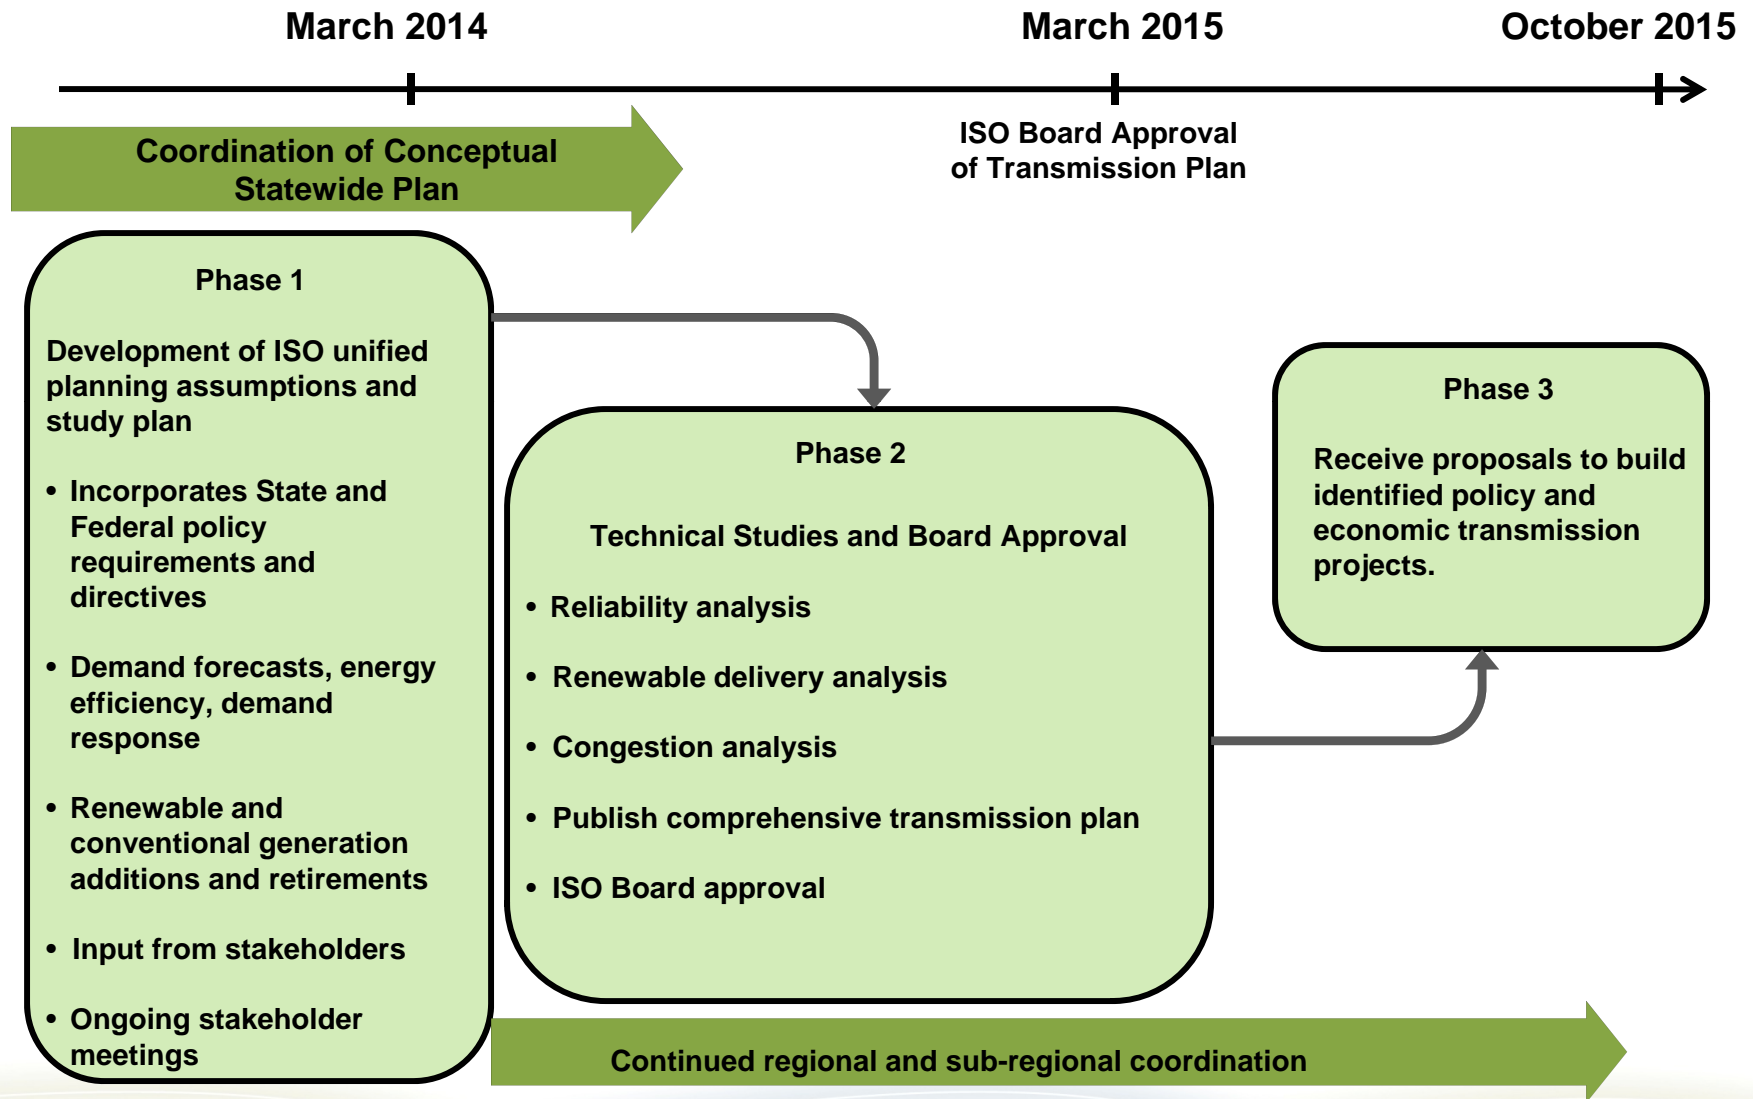 March 2014
March 2015
October 2015
Coordination of Conceptual
Statewide Plan
ISO Board Approval
of Transmission Plan
Phase 1
Development of ISO unified
planning assumptions and
study plan
• Incorporates State and
Federal policy
requirements and
directives
• Demand forecasts, energy
efficiency, demand
response
• Renewable and
conventional generation
additions and retirements
• Input from stakeholders
• Ongoing stakeholder
meetings
Phase 2
Technical Studies and Board Approval
• Reliability analysis
• Renewable delivery analysis
• Congestion analysis
• Publish comprehensive transmission plan
• ISO Board approval
Phase 3
Receive proposals to build
identified policy and
economic transmission
projects.
Continued regional and sub-regional coordination